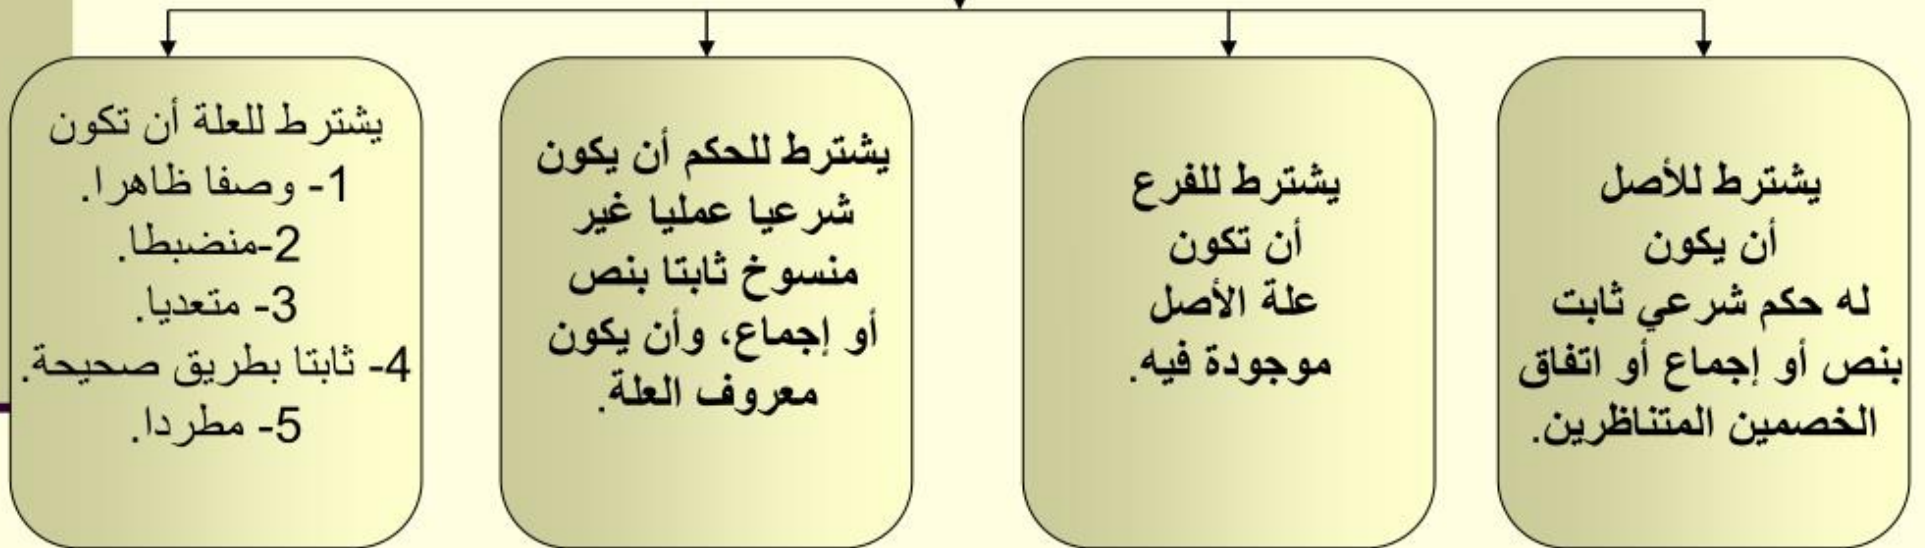 يشترط للأصل
أن يكون
له حكم شرعي ثابت
بنص أو إجماع أو اتفاق
الخصمين المتناظرين.
يشترط للفرع
أن تكون
علة الأصل
موجودة فيه.
يشترط للحكم أن يكون
شرعيا عمليا غير
منسوخ ثابتا بنص
أو إجماع، وأن يكون
معروف العلة.
يشترط للعلة أن تكون
1- وصفا ظاهرا.
2-منضبطا.
3- متعديا.
4- ثابتا بطريق صحيحة.
5- مطردا.